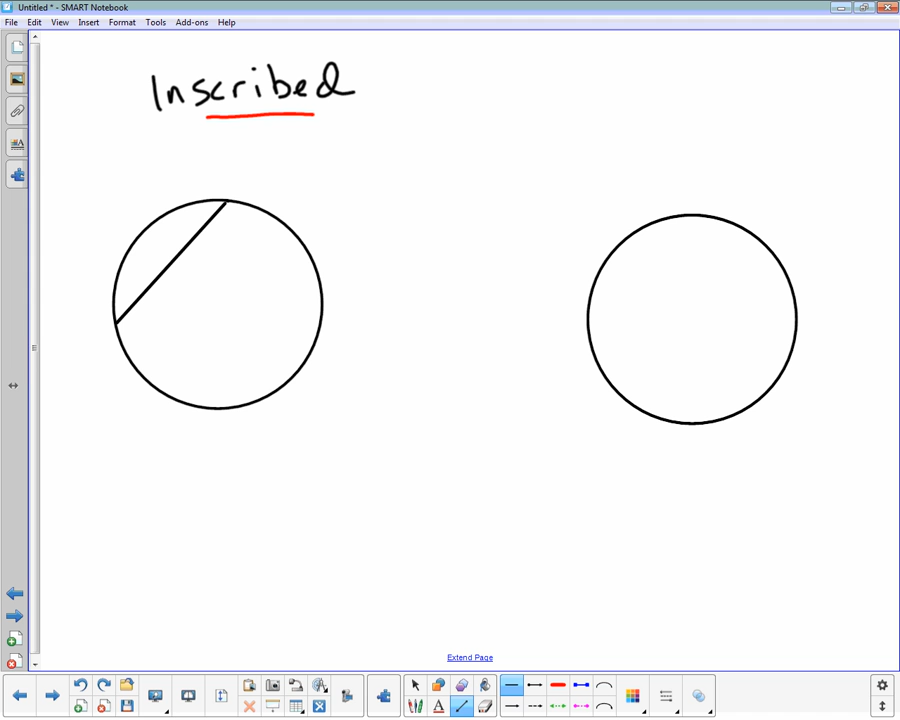 Untitled * - SMART Notebook
File Edit View Insert Format Tools Add-ons Help
Inscribed
Extend Page